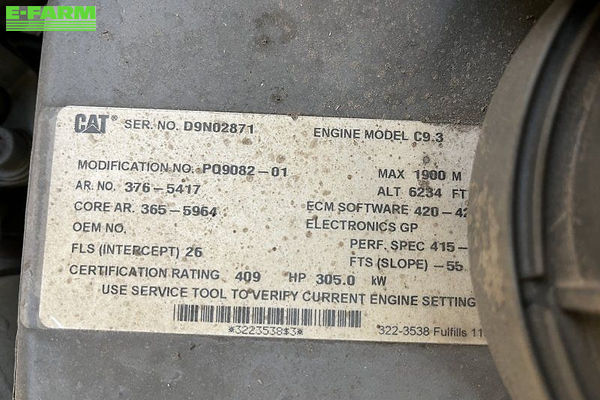 E-FARM
CAT® SER. NO. D9N02871 ENGINE MODEL C9.3
MODIFICATION NO. PQ9082-01 MAX 1900 M
AR. NO. 376-5417 ALT 6234 FT
CORE AR. 365-5964 ECM SOFTWARE 420-42
OEM NO. ELECTRONICS GP
FLS (INTERCEPT) 26 PERF. SPEC 415-
CERTIFICATION RATING 409 HP 305.0 kW FTS (SLOPE) -55
USE SERVICE TOOL TO VERIFY CURRENT ENGINE SETTING
*3223538$3* 322-3538 Fulfills 11